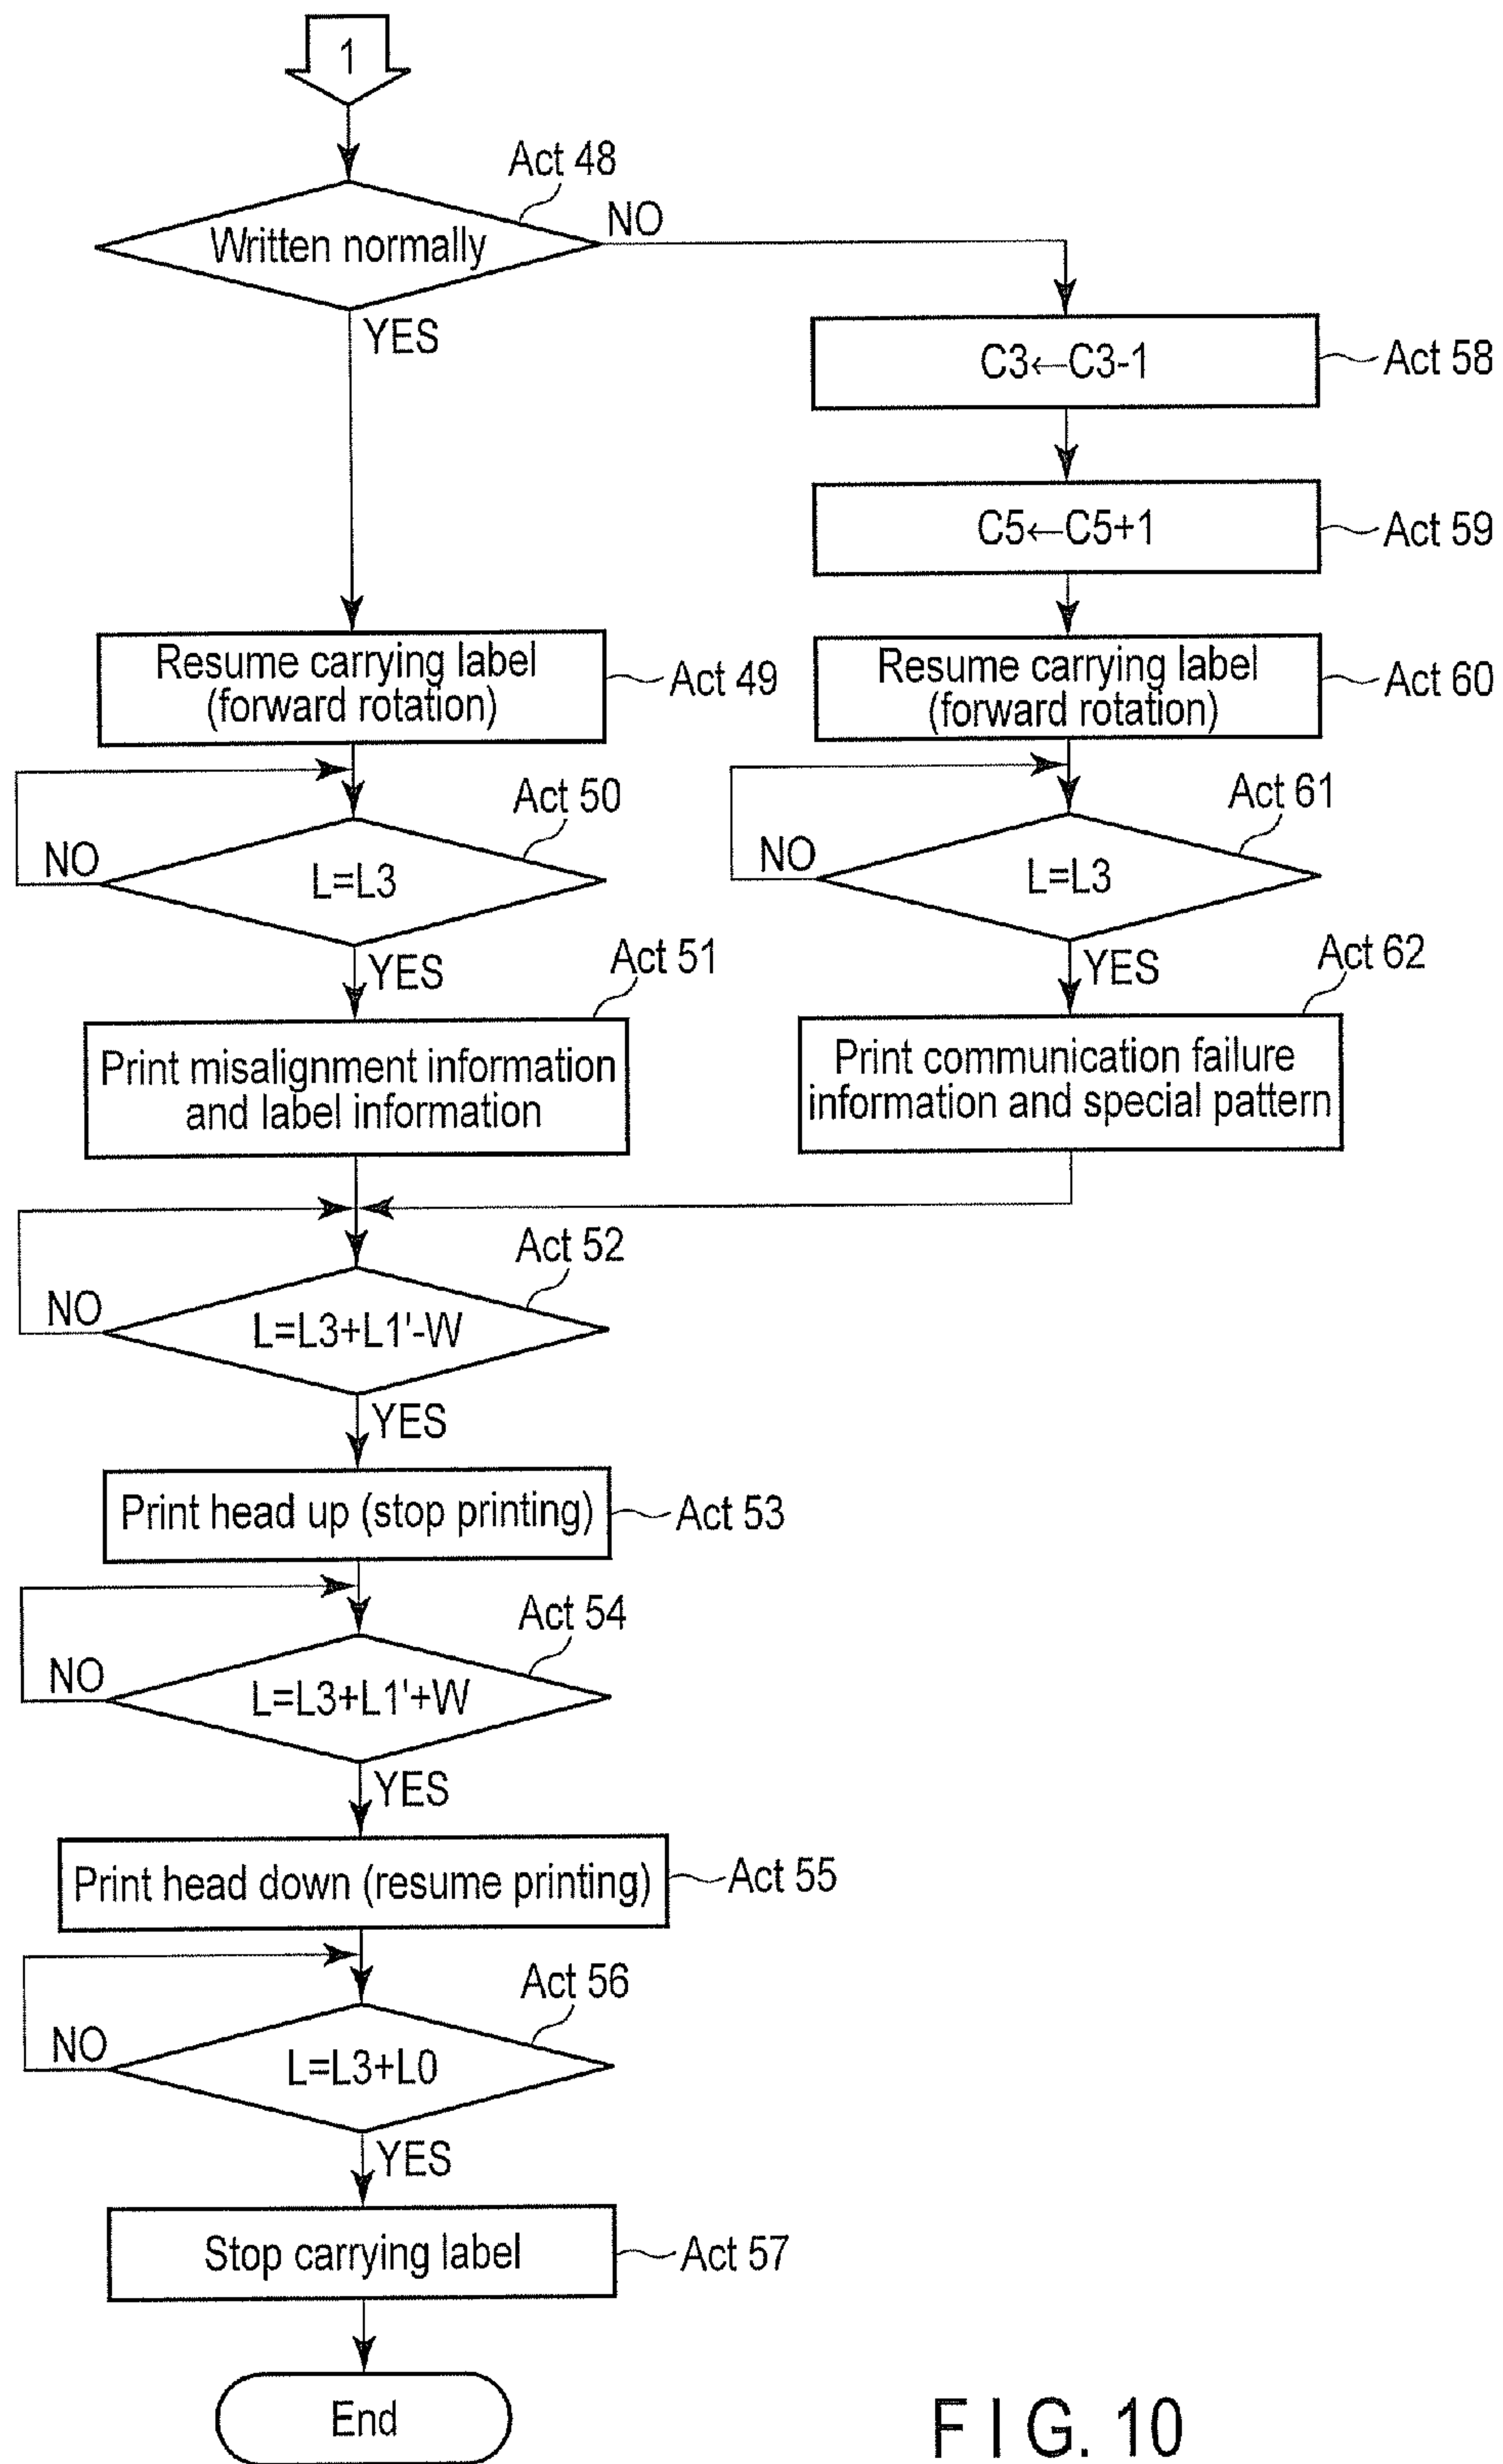 1
Act 48
Written normally
NO
YES
C3←C3-1
Act 58
C5←C5+1
Act 59
Resume carrying label
(forward rotation)
Act 49
Resume carrying label
(forward rotation)
Act 60
Act 50
L=L3
NO
YES
Act 61
L=L3
NO
YES
Act 51
Print misalignment information
and label information
Act 62
Print communication failure
information and special pattern
Act 52
L=L3+L1'-W
NO
YES
Print head up (stop printing)
Act 53
Act 54
L=L3+L1'+W
NO
YES
Print head down (resume printing)
Act 55
Act 56
L=L3+L0
NO
YES
Stop carrying label
Act 57
End
FIG. 10